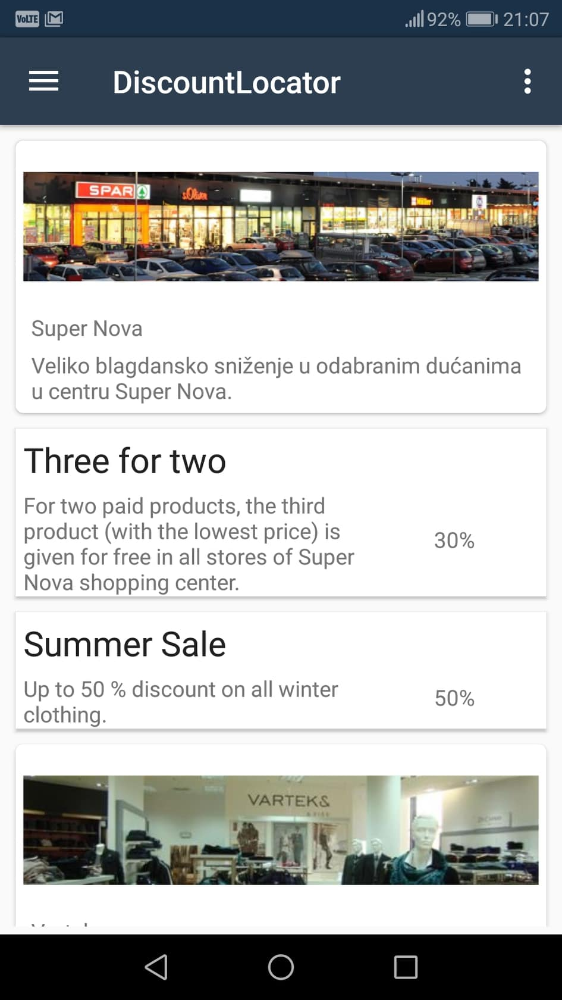 VoLTE
92% 21:07
DiscountLocator
SPAR
s.Oliver
Müller
Super Nova
Veliko blagdansko sniženje u odabranim dućanima
u centru Super Nova.
Three for two
For two paid products, the third
product (with the lowest price) is
given for free in all stores of Super
Nova shopping center.
30%
Summer Sale
Up to 50 % discount on all winter
clothing.
50%
VARTEKS